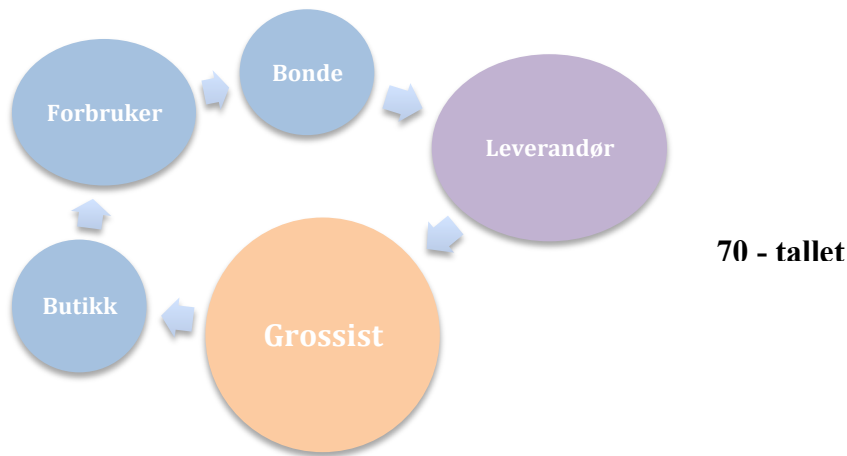 Bonde
Forbruker
Leverandør
70 - tallet
Butikk
Grossist